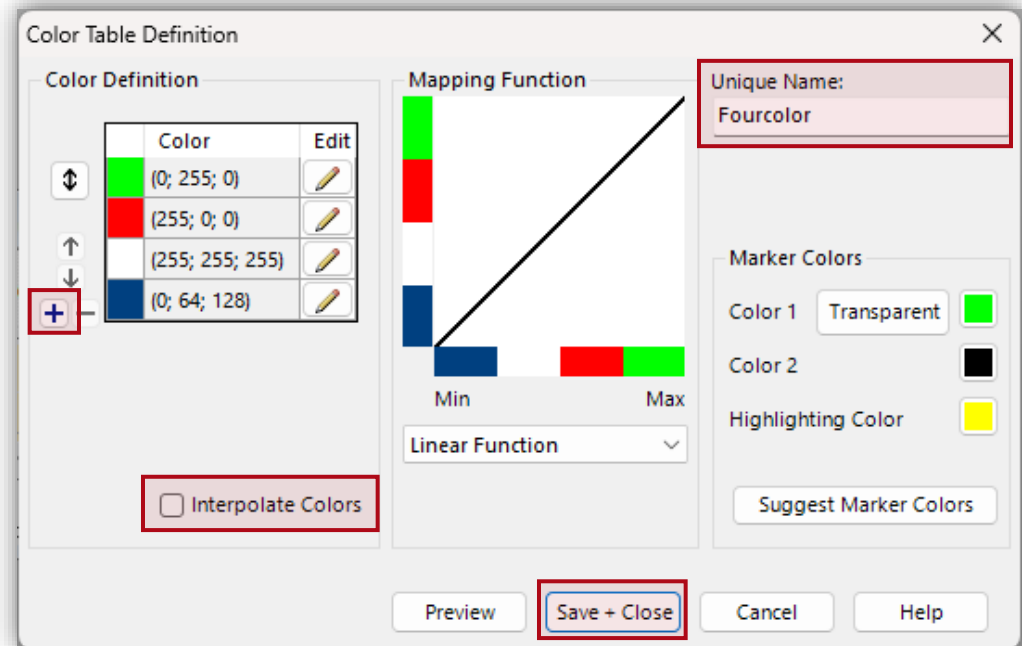 Color Table Definition
Color Definition
Color Edit
(0; 255; 0)
(255; 0; 0)
(255; 255; 255)
(0; 64; 128)
Interpolate Colors
Mapping Function
Min Max
Linear Function
Unique Name:
Fourcolor
Marker Colors
Color 1 Transparent
Color 2
Highlighting Color
Suggest Marker Colors
Preview Save + Close Cancel Help